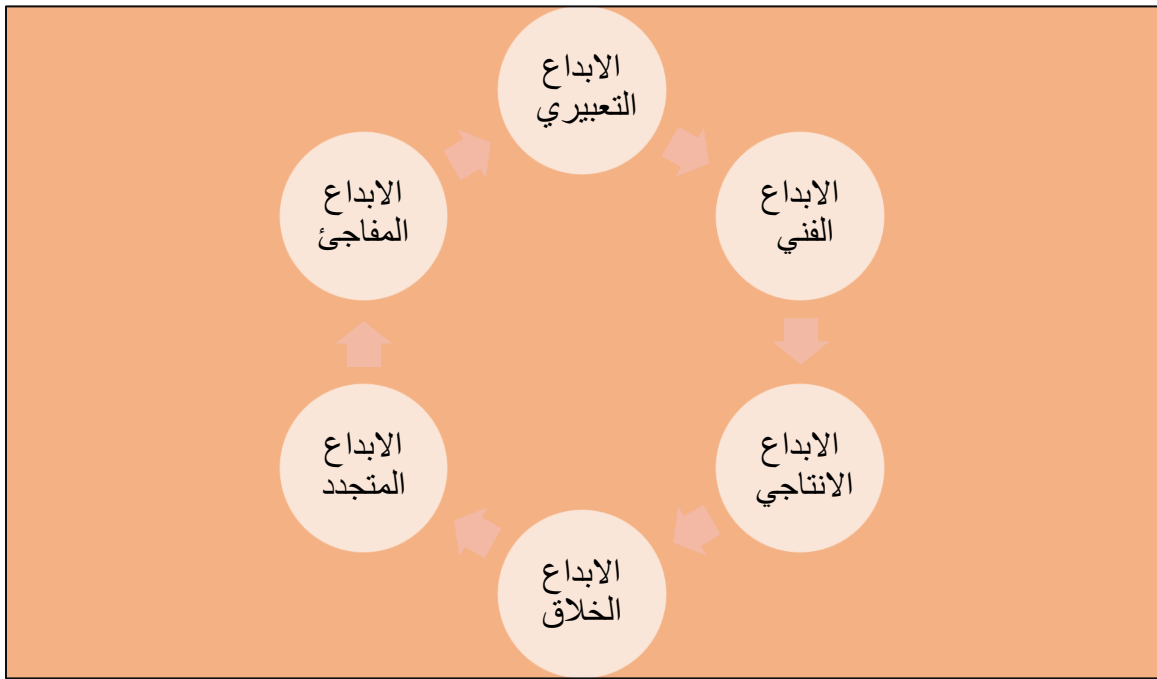 الابداع
التعبيري
الابداع
الفني
الابداع
الانتاجي
الابداع
الخلاق
الابداع
المتجدد
الابداع
المفاجئ